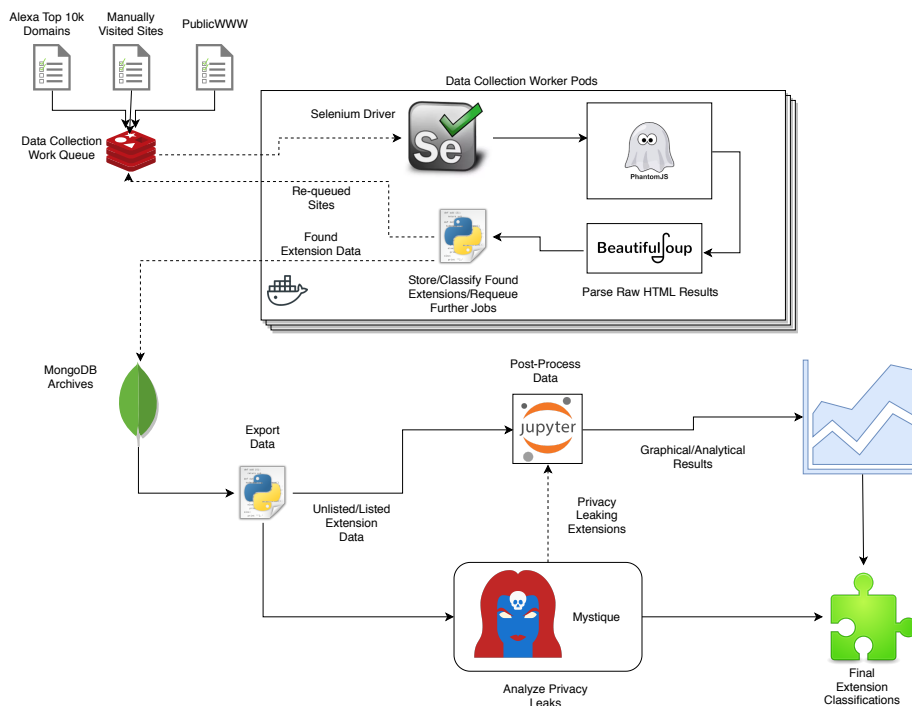 Alexa Top 10k
Domains
Manually
Visited Sites
PublicWWW
Data Collection
Work Queue
Data Collection Worker Pods
Selenium Driver
Se
PhantomJS
Re-queued
Sites
Found
Extension Data
BeautifulSoup
Store/Classify Found
Extensions/Requeue
Further Jobs
Parse Raw HTML Results
MongoDB
Archives
Post-Process
Data
Jupyter
Export
Data
Graphical/Analytical
Results
Unlisted/Listed
Extension
Data
Privacy
Leaking
Extensions
Mystique
Analyze Privacy
Leaks
Final
Extension
Classifications